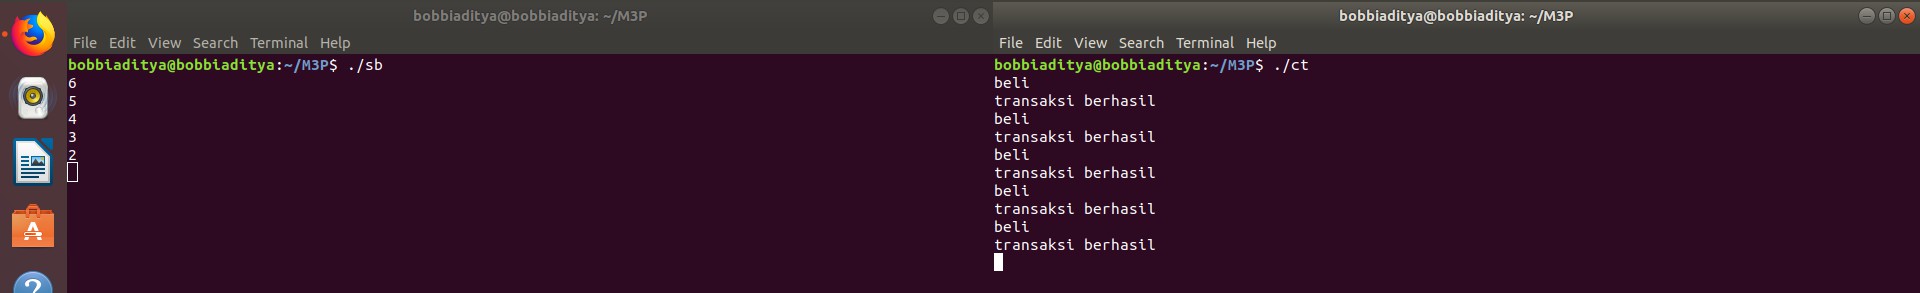 bobbiaditya@bobbiaditya: ~/M3P
File Edit View Search Terminal Help
bobbiaditya@bobbiaditya:~/M3P$ ./sb
6
5
4
3
2
bobbiaditya@bobbiaditya: ~/M3P
File Edit View Search Terminal Help
bobbiaditya@bobbiaditya:~/M3P$ ./ct
beli
transaksi berhasil
beli
transaksi berhasil
beli
transaksi berhasil
beli
transaksi berhasil
beli
transaksi berhasil